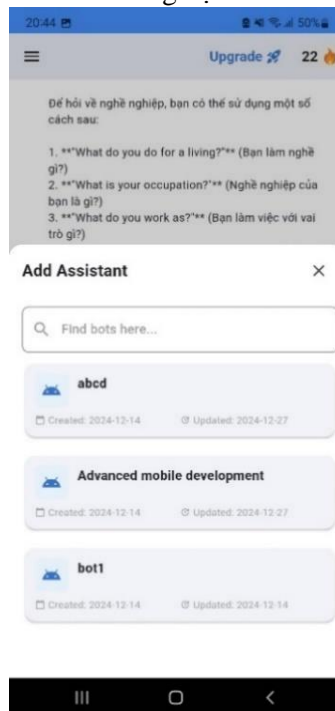 20:44
50%
Upgrade 22
Để hỏi về nghề nghiệp, bạn có thể sử dụng một số
cách sau:
1. **"What do you do for a living?"** (Bạn làm nghề
gì?)
2. **"What is your occupation?"** (Nghề nghiệp của
bạn là gì?)
3. **"What do you work as?"** (Bạn làm việc với vai
trò gì?)
Add Assistant
Find bots here...
abcd
Created: 2024-12-14 Updated: 2024-12-27
Advanced mobile development
Created: 2024-12-14 Updated: 2024-12-27
bot1
Created: 2024-12-14 Updated: 2024-12-14